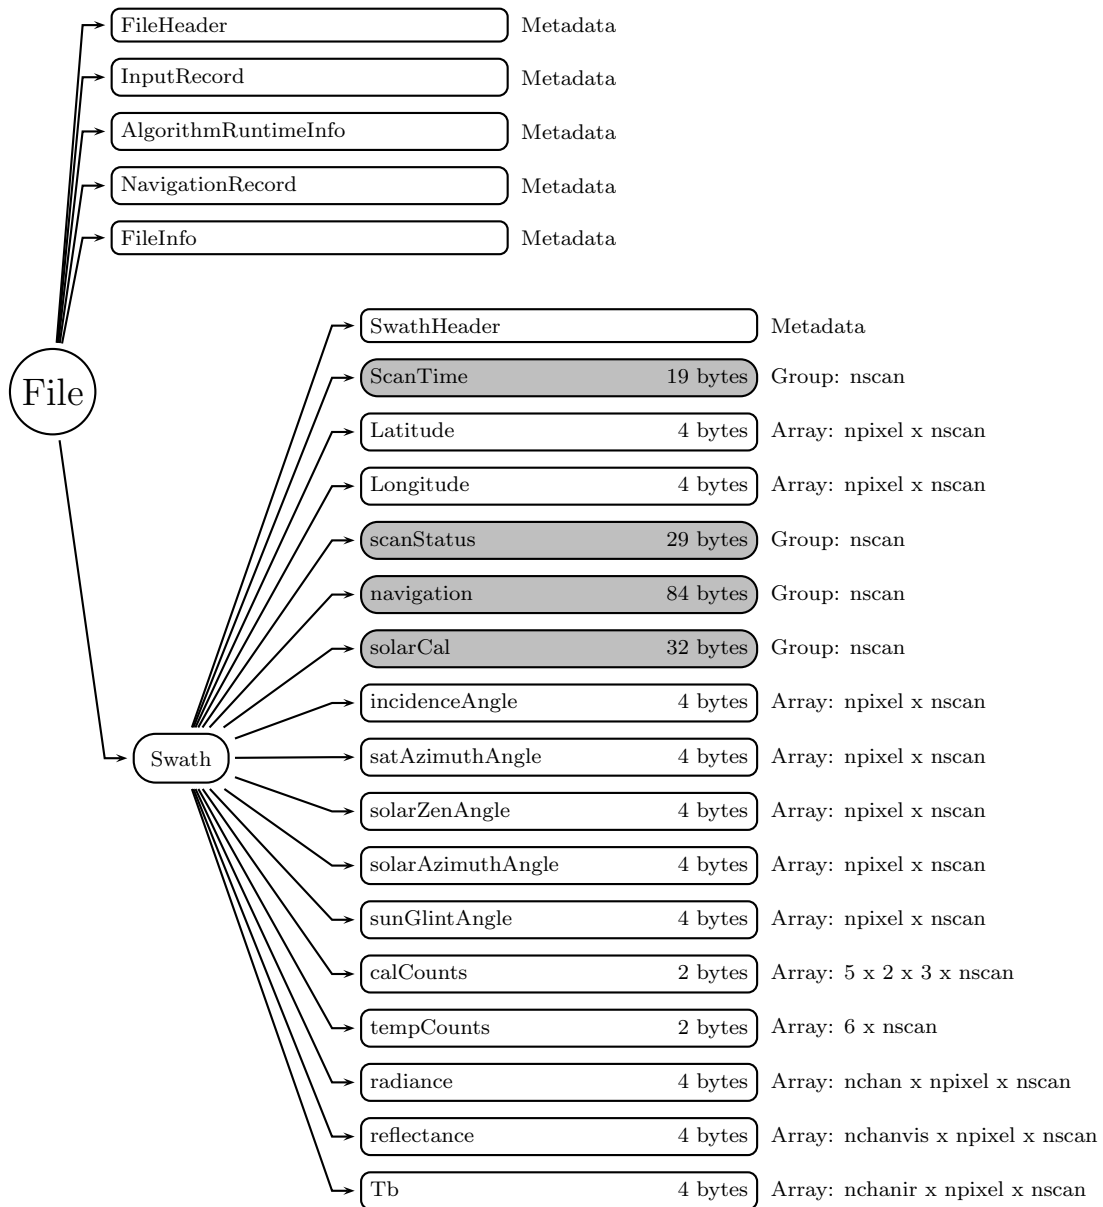 FileHeader Metadata
InputRecord Metadata
AlgorithmRuntimeInfo Metadata
NavigationRecord Metadata
FileInfo Metadata
File
SwathHeader Metadata
ScanTime 19 bytes Group: nscan
Latitude 4 bytes Array: npixel x nscan
Longitude 4 bytes Array: npixel x nscan
scanStatus 29 bytes Group: nscan
navigation 84 bytes Group: nscan
solarCal 32 bytes Group: nscan
incidenceAngle 4 bytes Array: npixel x nscan
Swath
satAzimuthAngle 4 bytes Array: npixel x nscan
solarZenAngle 4 bytes Array: npixel x nscan
solarAzimuthAngle 4 bytes Array: npixel x nscan
sunGlintAngle 4 bytes Array: npixel x nscan
calCounts 2 bytes Array: 5 x 2 x 3 x nscan
tempCounts 2 bytes Array: 6 x nscan
radiance 4 bytes Array: nchan x npixel x nscan
reflectance 4 bytes Array: nchanvis x npixel x nscan
Tb 4 bytes Array: nchanir x npixel x nscan